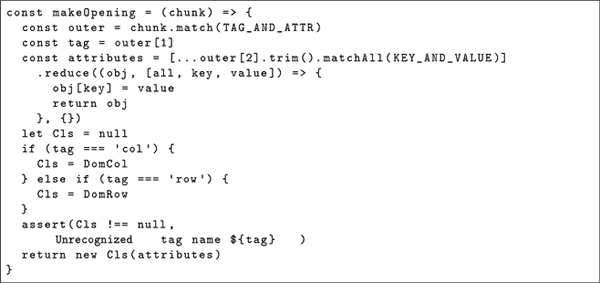 const makeOpening = (chunk) => {
  const outer = chunk.match(TAG_AND_ATTR)
  const tag = outer[1]
  const attributes = [...outer[2].trim().matchAll(KEY_AND_VALUE)]
    .reduce((obj, [all, key, value]) => {
      obj[key] = value
      return obj
    }, {})
  let Cls = null
  if (tag === 'col') {
    Cls = DomCol
  } else if (tag === 'row') {
    Cls = DomRow
  }
  assert(Cls !== null,
         Unrecognized tag name ${tag} )
  return new Cls(attributes)
}